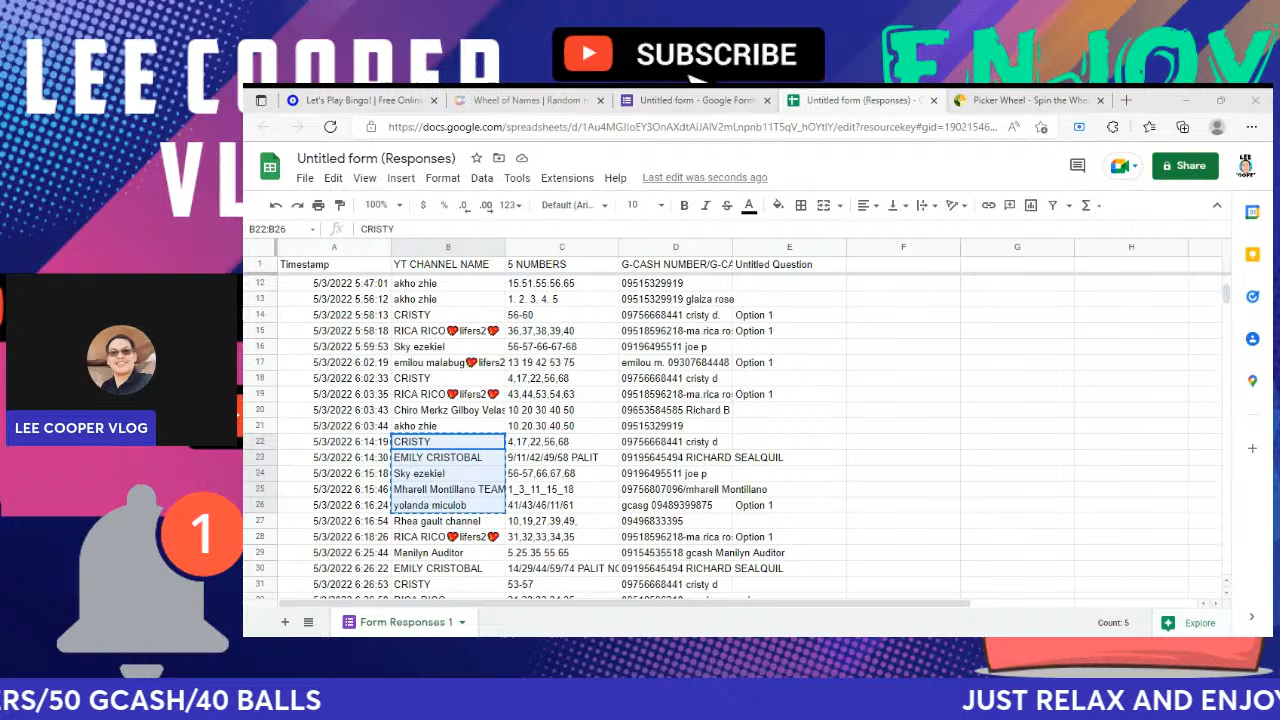 LEE COOPER
VL
SUBSCRIBE
ENJOY
Let's Play Bingo! | Free Online
Wheel of Names | Random
Untitled form - Google Form
Untitled form (Responses) - G
Picker Wheel - Spin the Whe
Untitled form (Responses)
File Edit View Insert Format Tools Extensions Help Last edit was seconds ago
Share
100% $ % .0 .00 123 Default (Ari... 10 B I S A
B22:B26 CRISTY
A B C D E F G H
1 Timestamp YT CHANNEL NAME 5 NUMBERS G-CASH NUMBER/G-CA Untitled Question
12 5/3/2022 5:47:01 akho zhie 15.51.55.56.65 09515329919
13 5/3/2022 5:56:12 akho zhie 1. 2. 3. 4. 5 09515329919 glaiza rose
14 5/3/2022 5:58:13 CRISTY 56-60 09756668441 cristy d. Option 1
15 5/3/2022 5:58:18 RICA RICO❤️lifers2❤️ 36,37,38,39,40 09518596218-ma.rica ro Option 1
16 5/3/2022 5:59:53 Sky ezekiel 56-57-66-67-68 09196495511 joe p
17 5/3/2022 6:02:19 emilou malabug❤️lifers2 13 19 42 53 75 emilou m. 09307684448 Option 1
18 5/3/2022 6:02:33 CRISTY 4,17,22,56,68 09756668441 cristy d
19 5/3/2022 6:03:35 RICA RICO❤️lifers2❤️ 43,44,53,54,63 09518596218-ma.rica ro Option 1
20 5/3/2022 6:03:43 Chiro Merkz Gilboy Velas 10 20 30 40 50 09653584585 Richard B
21 5/3/2022 6:03:44 akho zhie 10.20.30.40.50 09515329919
22 5/3/2022 6:14:19 CRISTY 4,17,22,56,68 09756668441 cristy d
23 5/3/2022 6:14:30 EMILY CRISTOBAL 9/11/42/49/58 PALIT 09195645494 RICHARD SEALQUIL
24 5/3/2022 6:15:18 Sky ezekiel 56-57,66,67,68 09196495511 joe p
25 5/3/2022 6:15:46 Mharell Montillano TEAM 1_3_11_15_18 09756807096/mharell Montillano
26 5/3/2022 6:16:24 yolanda miculob 41/43/46/11/61 gcasg 09489399875 Option 1
27 5/3/2022 6:16:54 Rhea gault channel 10,19,27.39.49, 09496833395
28 5/3/2022 6:18:26 RICA RICO❤️lifers2❤️ 31,32,33,34,35 09518596218-ma.rica ro Option 1
29 5/3/2022 6:25:44 Manilyn Auditor 5.25.35.55.65 09154535518 gcash Manilyn Auditor
30 5/3/2022 6:26:22 EMILY CRISTOBAL 14/29/44/59/74 PALIT NO 09195645494 RICHARD SEALQUIL
31 5/3/2022 6:26:53 CRISTY 53-57 09756668441 cristy d
Form Responses 1
Count: 5
Explore
LEE COOPER VLOG
1
ERS/50 GCASH/40 BALLS
JUST RELAX AND ENJOY